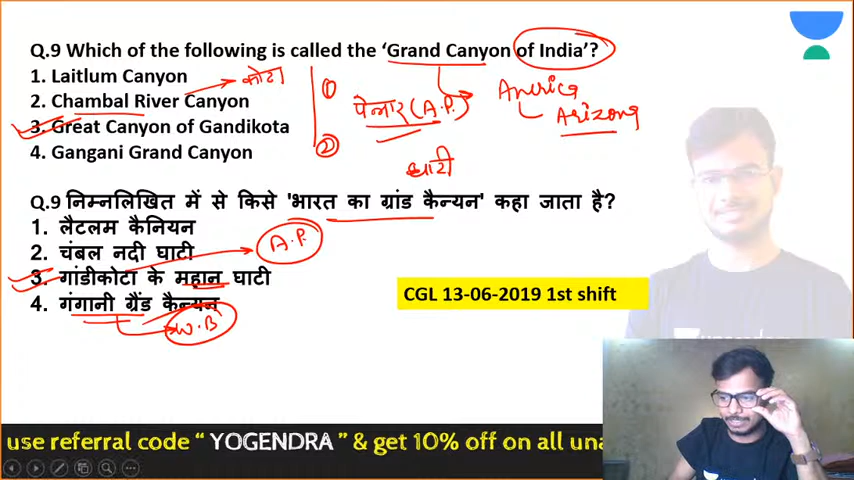 Q.9 Which of the following is called the ‘Grand Canyon of India’?
1. Laitlum Canyon
2. Chambal River Canyon
3. Great Canyon of Gandikota
4. Gangani Grand Canyon
कोटा
①
②
पेन्नार (A.P.)
America
Arizona
घाटी
Q.9 निम्नलिखित में से किसे 'भारत का ग्रांड कैन्यन' कहा जाता है?
1. लैटलम कैनियन
2. चंबल नदी घाटी
3. गांडीकोटा के महान घाटी
4. गंगानी ग्रैंड कैन्यन
A.P.
W.B
CGL 13-06-2019 1st shift
use referral code “ YOGENDRA ” & get 10% off on all una